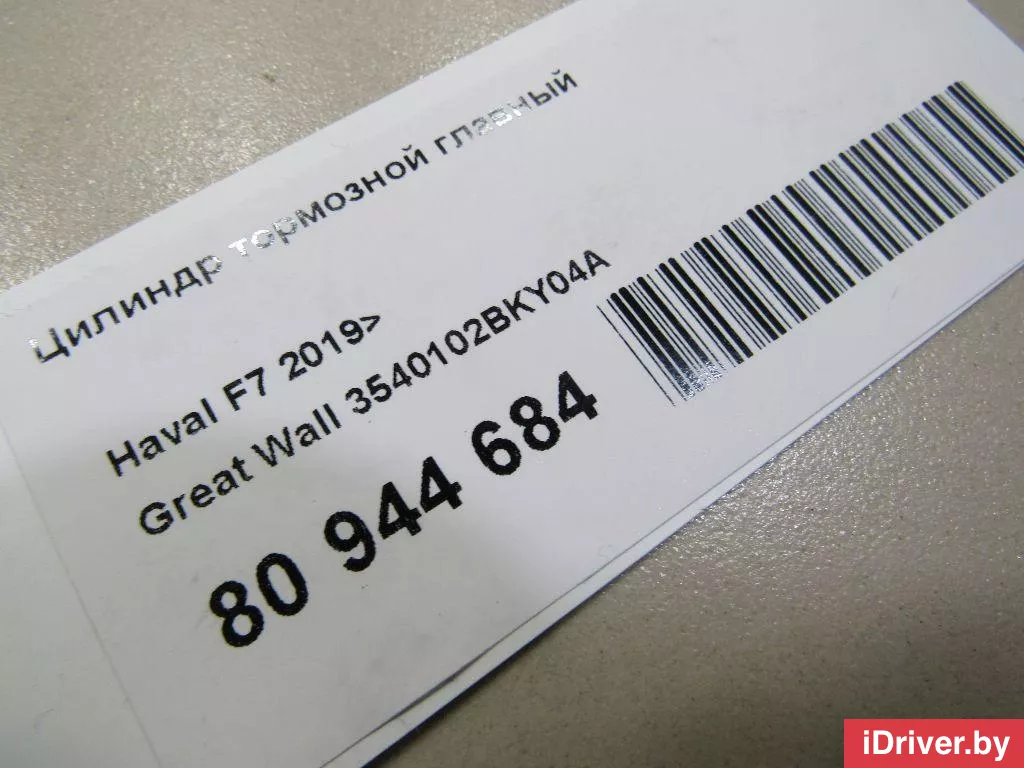 Цилиндр тормозной главный
Haval F7 2019>
Great Wall 3540102BKY04A
80 944 684
iDriver.by